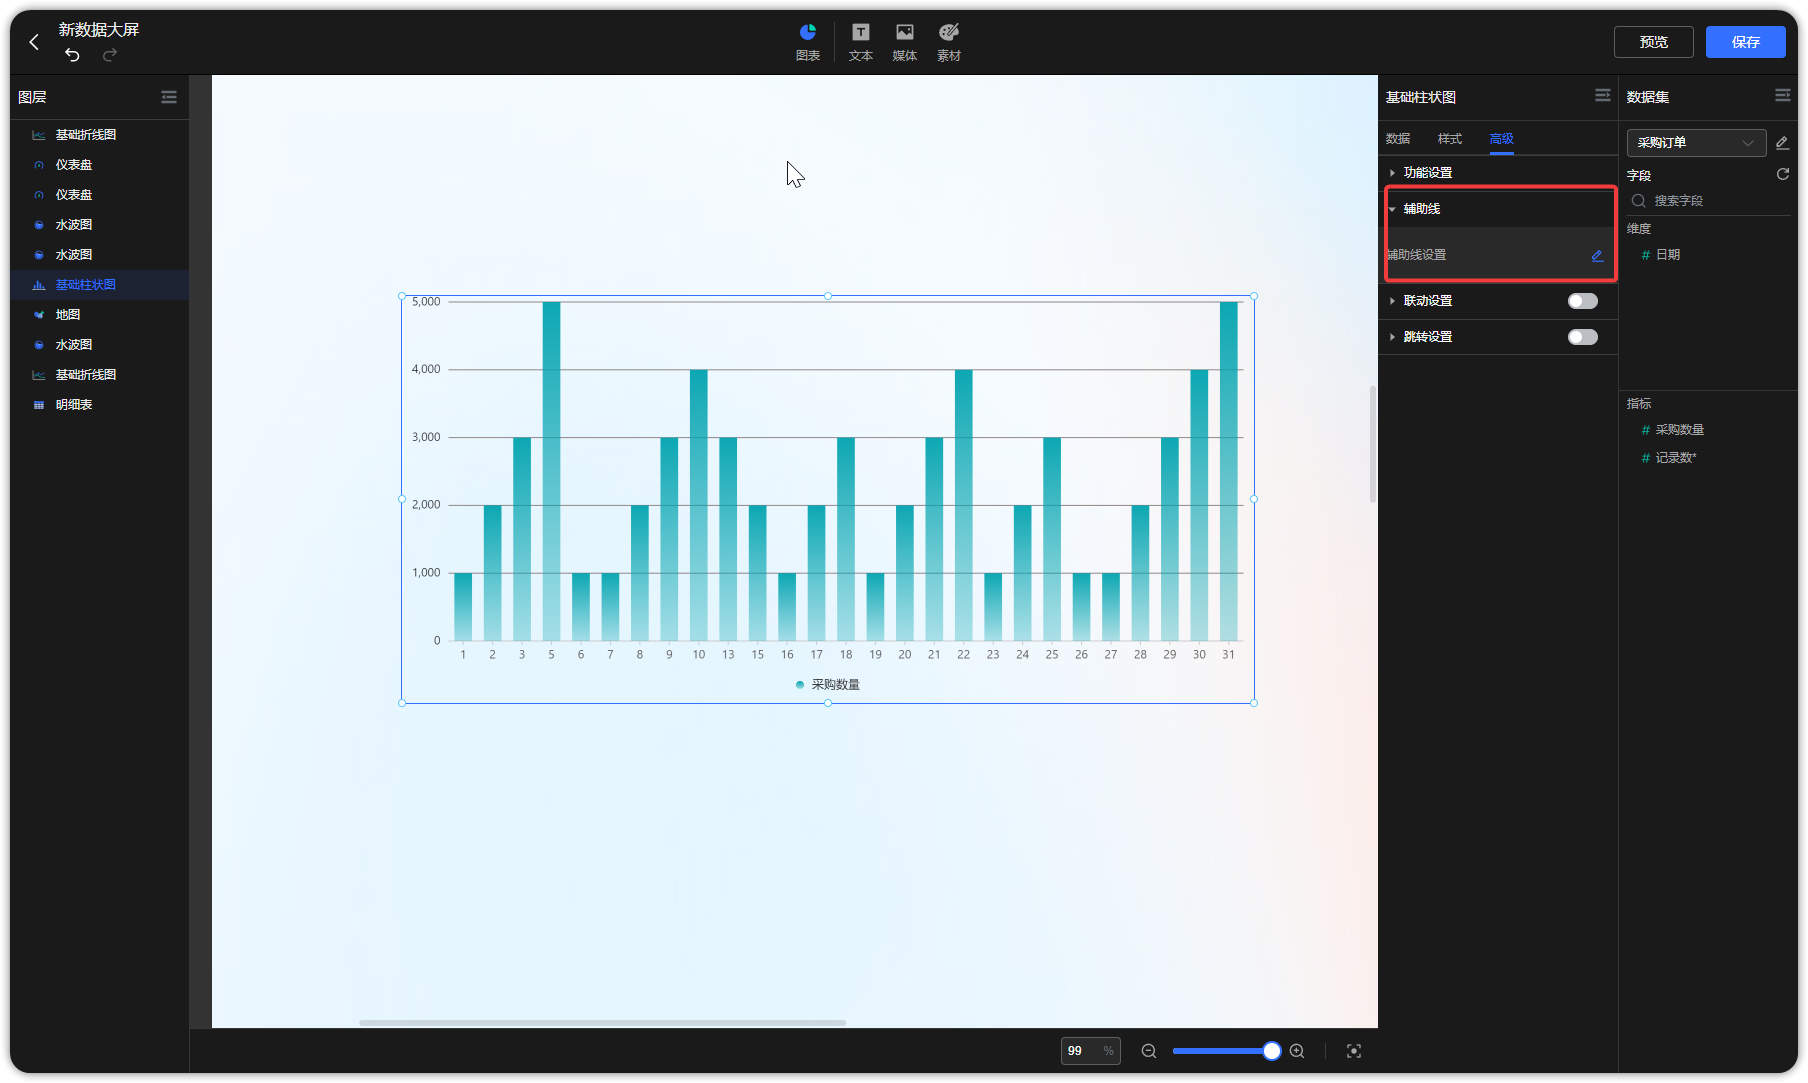 新数据大屏
图表
文本
媒体
素材
预览
保存
图层
基础折线图
仪表盘
仪表盘
水波图
水波图
基础柱状图
地图
水波图
基础折线图
明细表
5,000
4,000
3,000
2,000
1,000
0
1 2 3 5 6 7 8 9 10 13 15 16 17 18 19 20 21 22 23 24 25 26 27 28 29 30 31
采购数量
99 %
基础柱状图
数据 样式 高级
功能设置
辅助线
辅助线设置
联动设置
跳转设置
数据集
采购订单
字段
搜索字段
维度
# 日期
指标
# 采购数量
# 记录数*